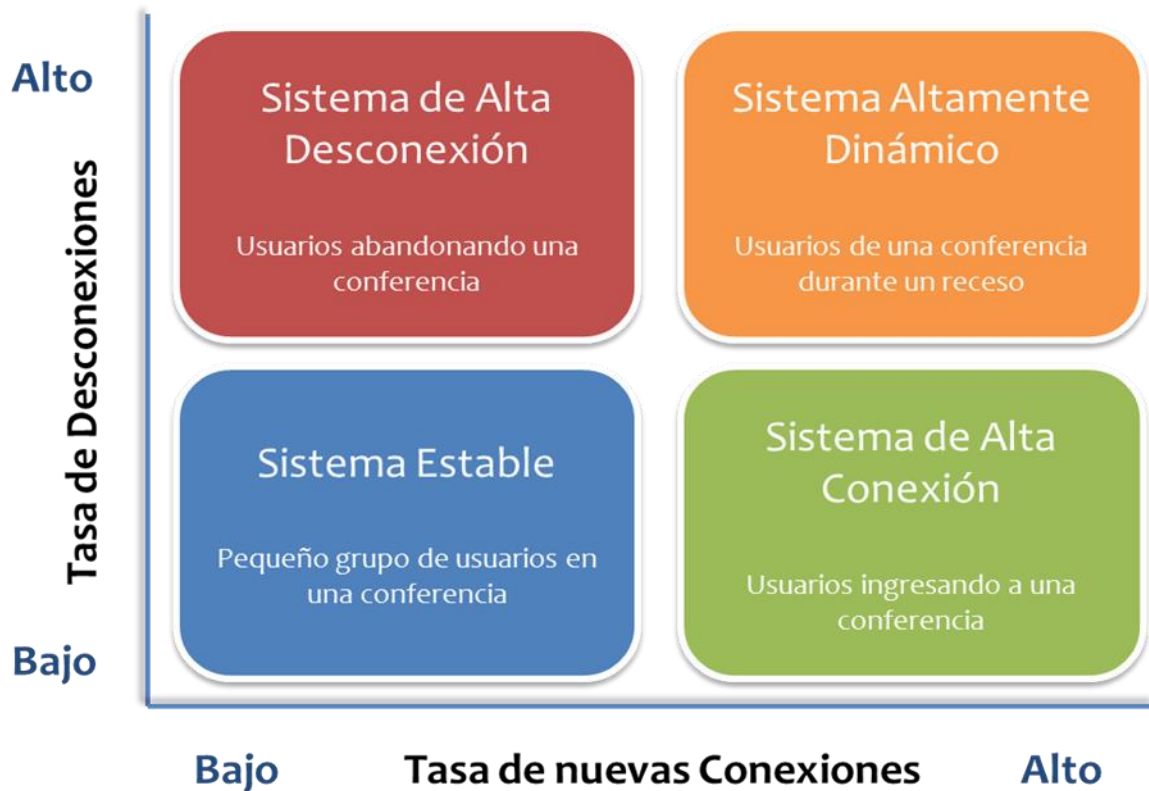 Alto
Tasa de Desconexiones
Bajo
Sistema de Alta
Desconexión
Usuarios abandonando una
conferencia
Sistema Altamente
Dinámico
Usuarios de una conferencia
durante un receso
Sistema Estable
Pequeño grupo de usuarios en
una conferencia
Sistema de Alta
Conexión
Usuarios ingresando a una
conferencia
Bajo
Tasa de nuevas Conexiones
Alto